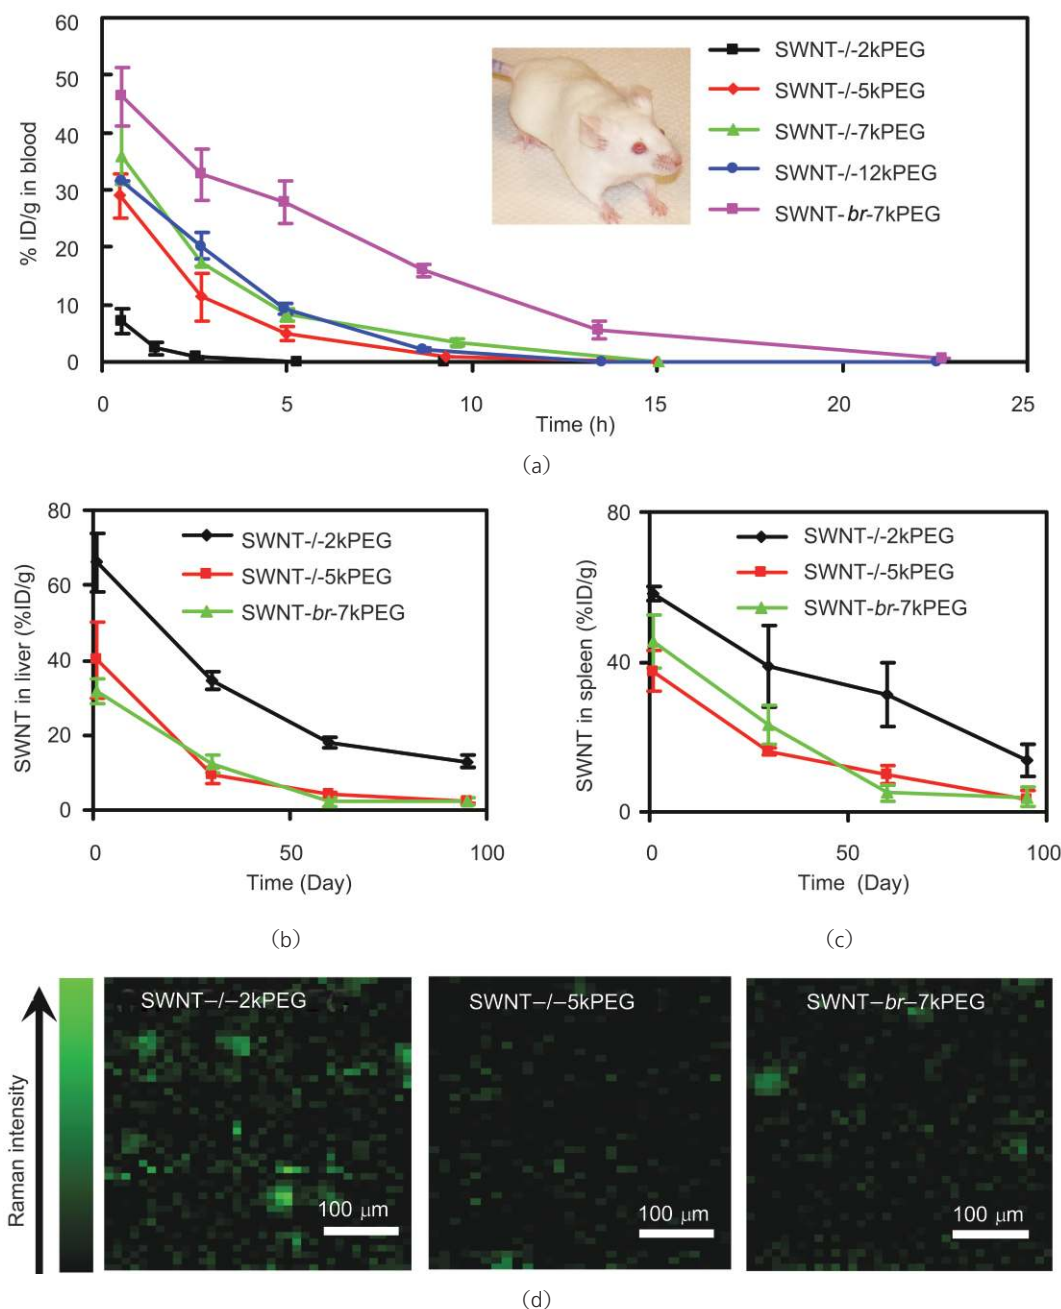 60
50
40
30
20
10
0
% ID/g in blood
SWNT-/-2kPEG
SWNT-/-5kPEG
SWNT-/-7kPEG
SWNT-/-12kPEG
SWNT-br-7kPEG
0 5 10 15 20 25
Time (h)
(a)
80
60
40
20
0
SWNT in liver (%ID/g)
SWNT-/-2kPEG
SWNT-/-5kPEG
SWNT-br-7kPEG
0 50 100
Time (Day)
(b)
80
40
0
SWNT in spleen (%ID/g)
SWNT-/-2kPEG
SWNT-/-5kPEG
SWNT-br-7kPEG
0 50 100
Time (Day)
(c)
Raman intensity
SWNT–/–2kPEG
100 μm
SWNT–/–5kPEG
100 μm
SWNT–br–7kPEG
100 μm
(d)